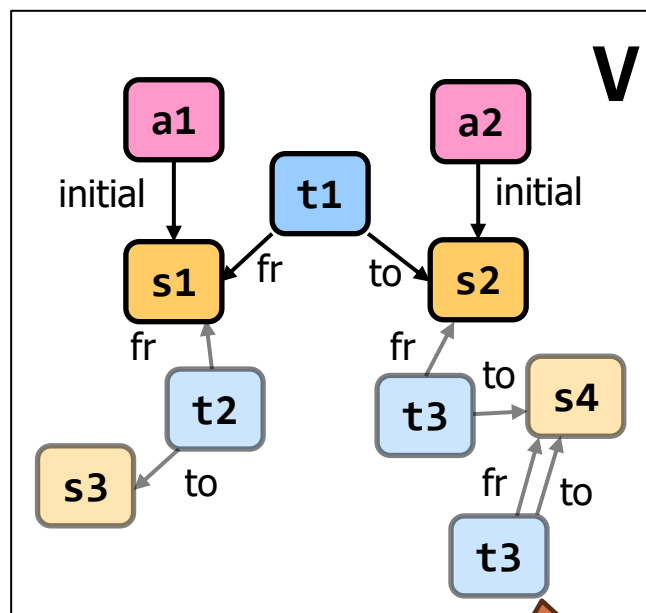 V
a1
a2
initial
t1
initial
s1
fr
to
s2
fr
fr
to
t2
t3
s4
s3
to
fr
to
t3